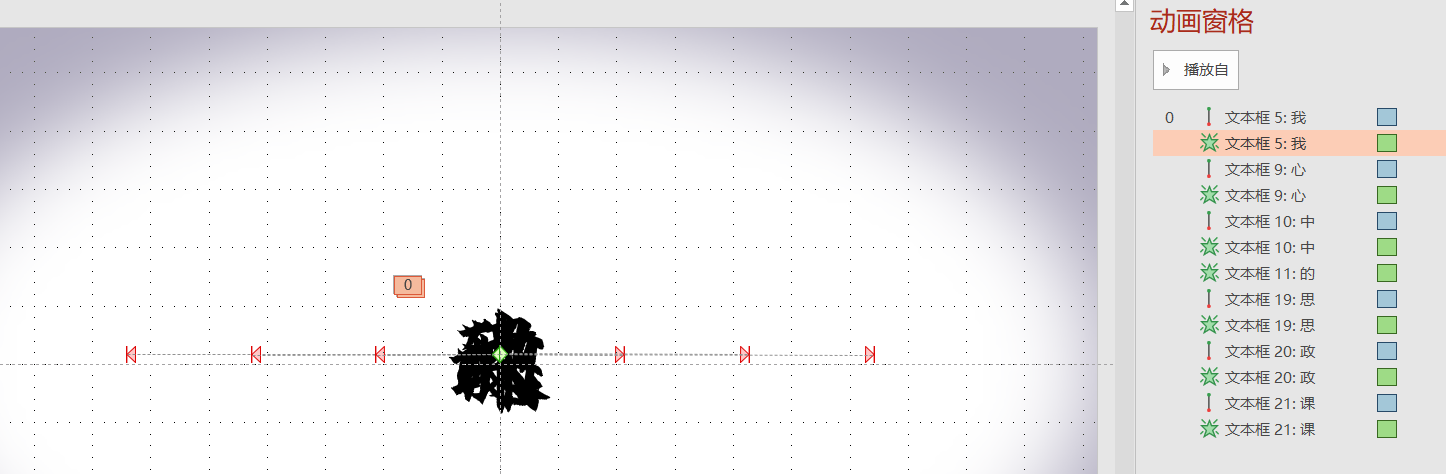 动画窗格
播放自
0 文本框 5: 我
文本框 5: 我
文本框 9: 心
文本框 9: 心
文本框 10: 中
文本框 10: 中
文本框 11: 的
文本框 19: 思
文本框 19: 思
文本框 20: 政
文本框 20: 政
文本框 21: 课
文本框 21: 课
0